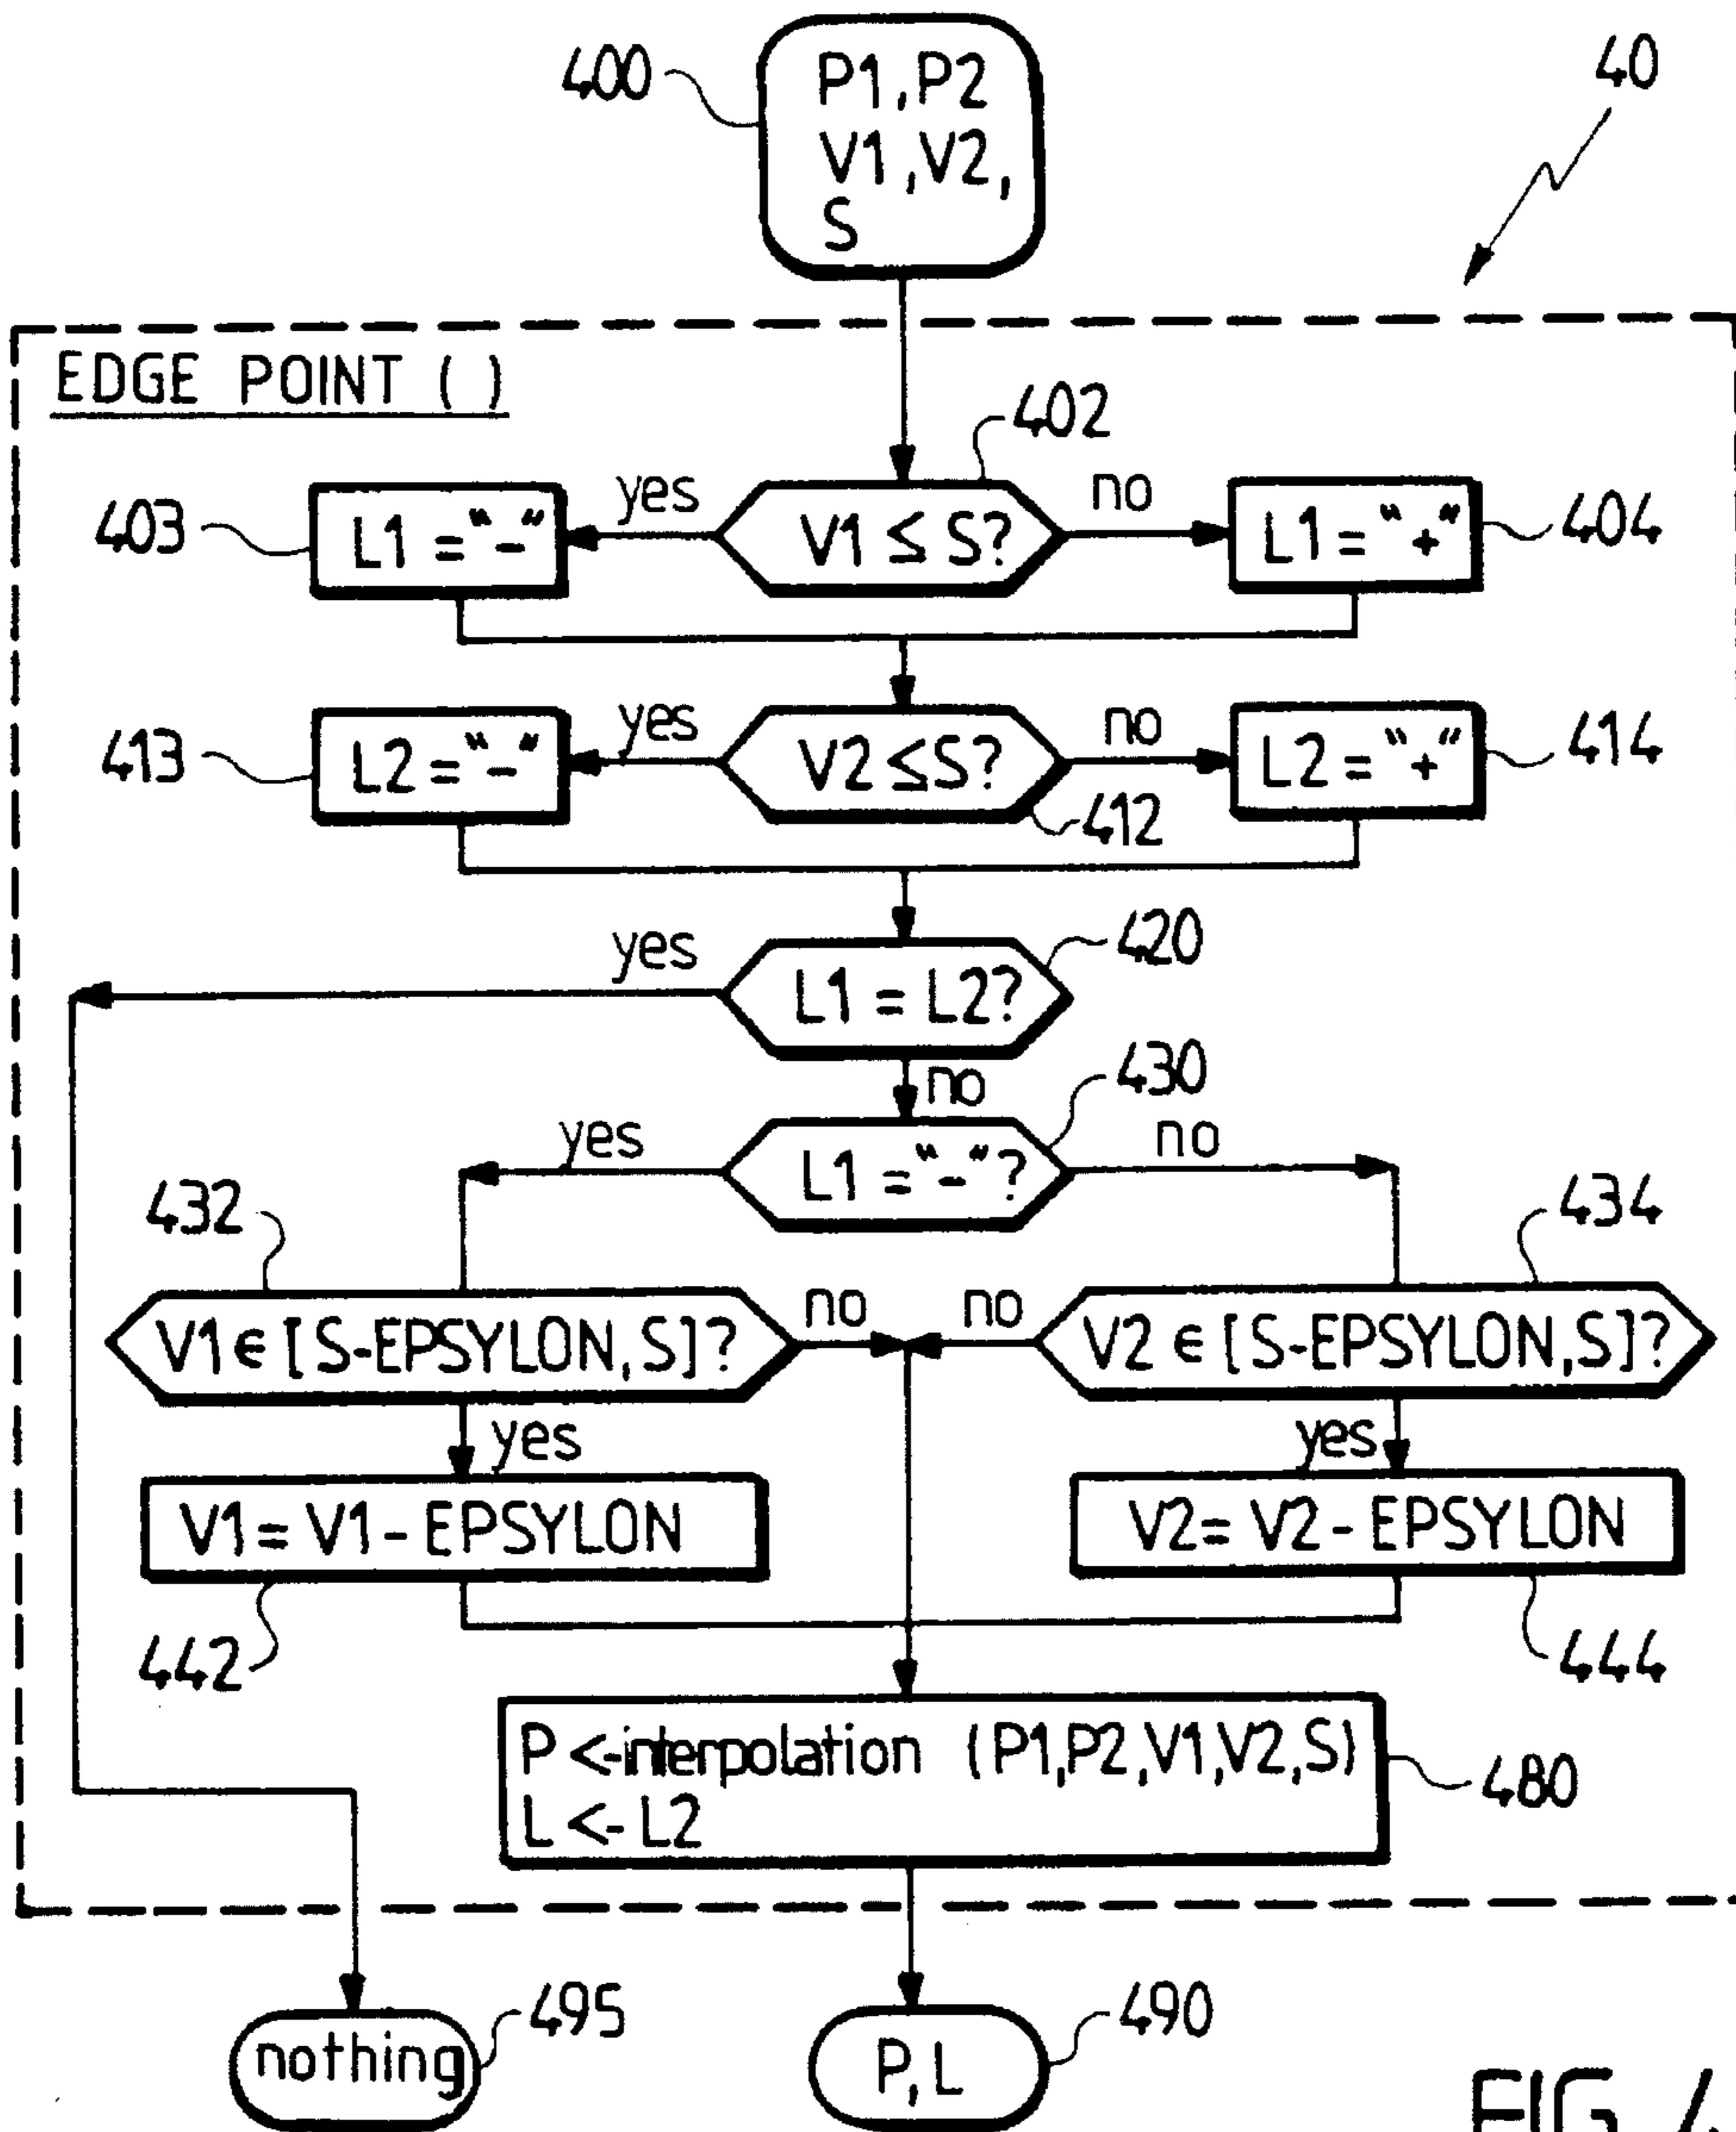 400
P1,P2
V1,V2,
S
40
EDGE POINT ( )
402
403
L1 = "-"
yes
V1 ≤ S?
no
L1 = "+"
404
413
L2 = "-"
yes
V2 ≤ S?
no
L2 = "+"
414
412
yes
420
L1 = L2?
no
430
yes
L1 = "-"?
no
432
434
V1 ∈ [S-EPSYLON, S]?
no
no
V2 ∈ [S-EPSYLON,S]?
yes
yes
V1 = V1 - EPSYLON
V2 = V2 - EPSYLON
442
444
P <- interpolation (P1,P2,V1,V2,S)
L <- L2
480
495
nothing
490
P,L
FIG. 4